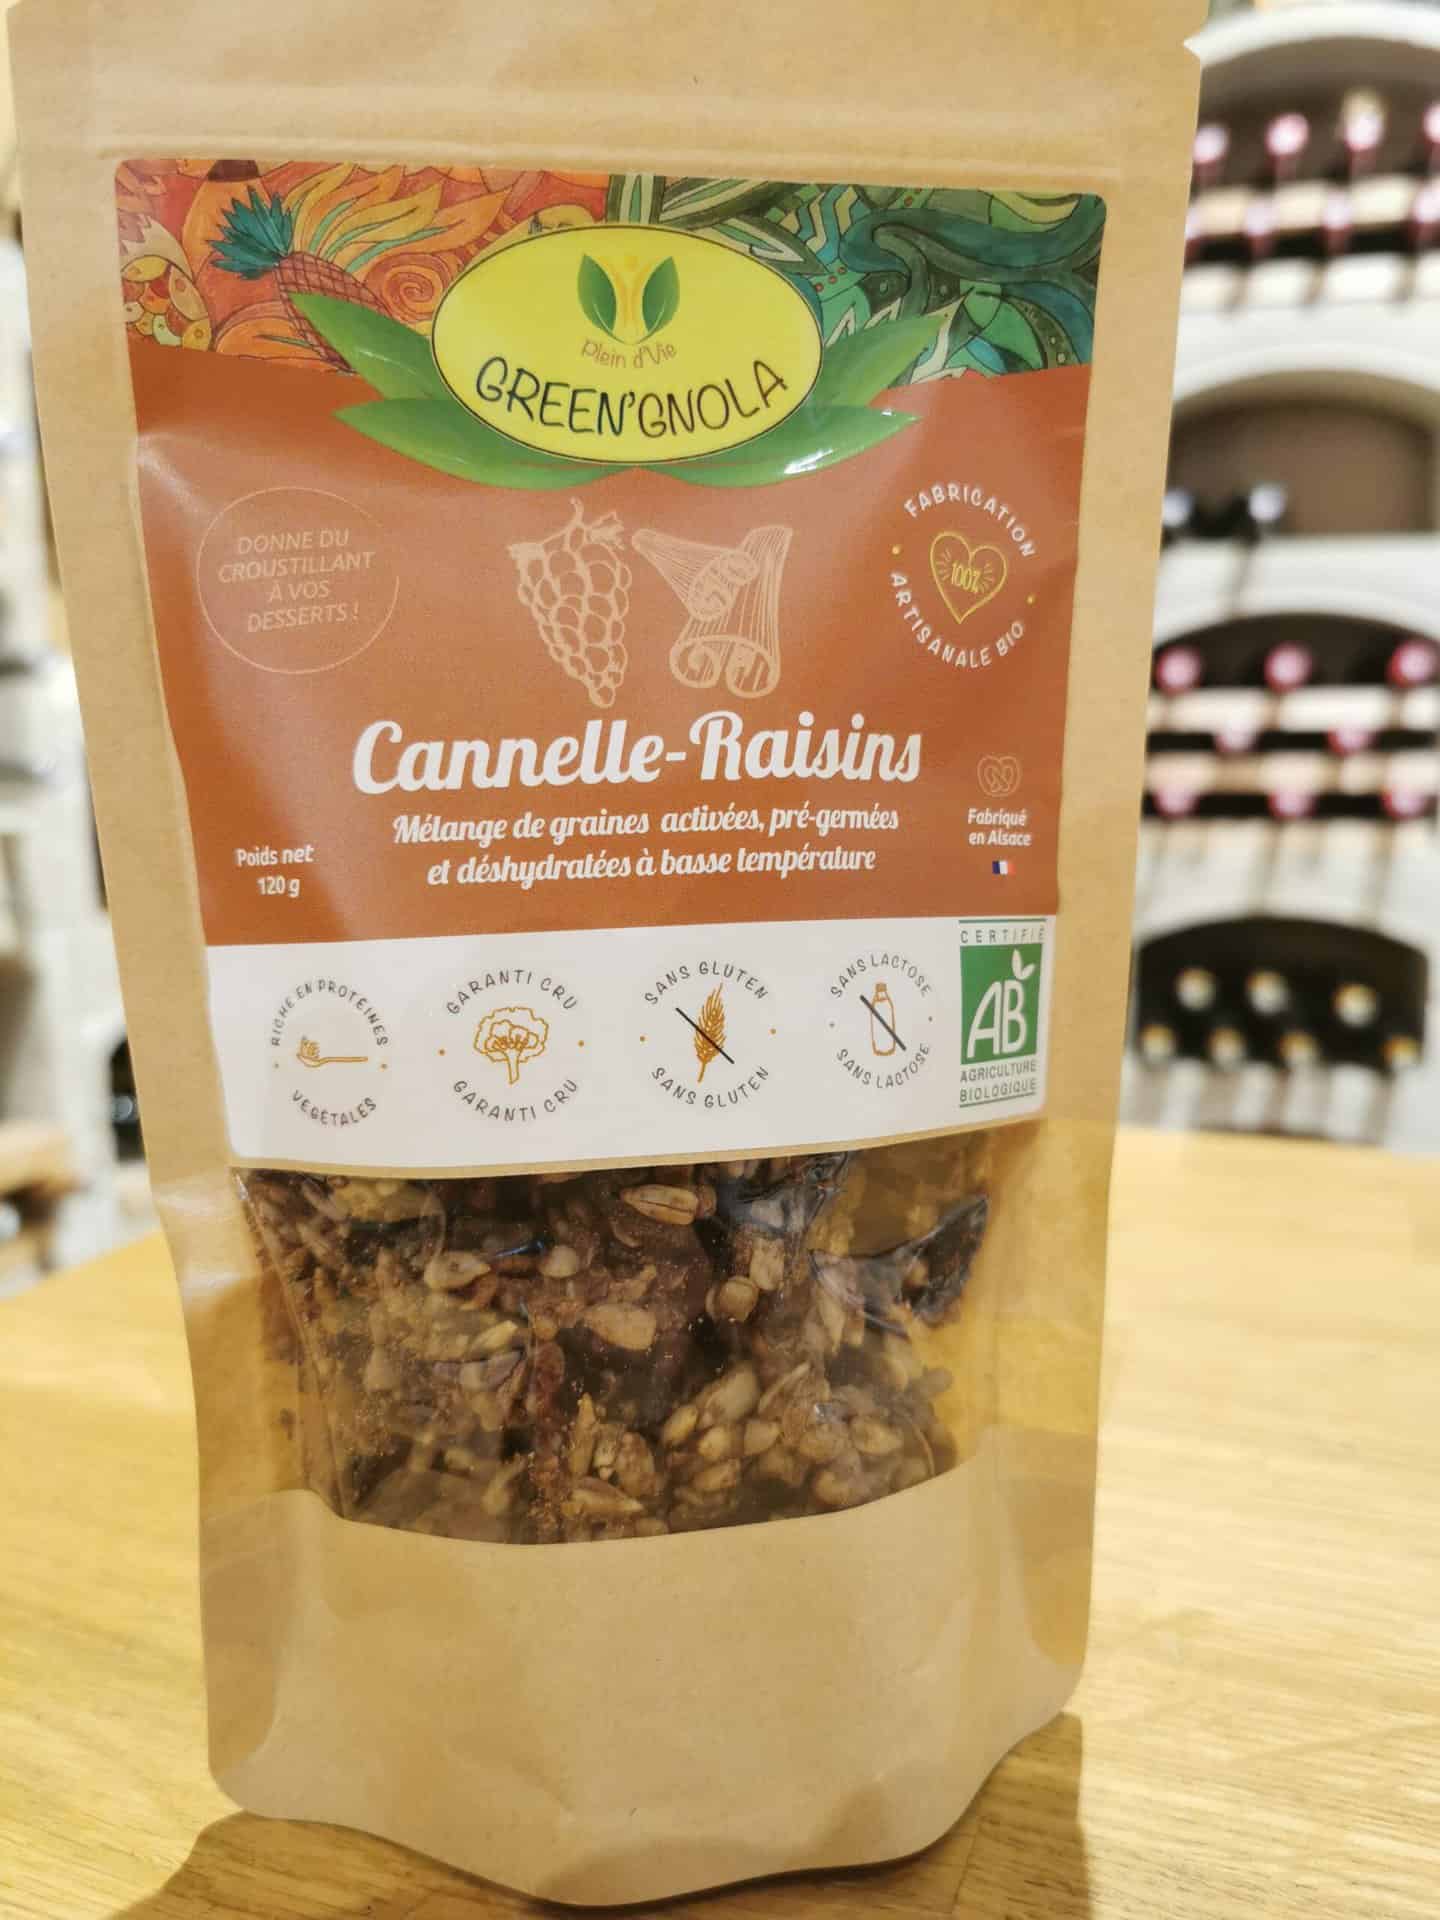 Plein d'Vie
GREEN'GNOLA
DONNE DU
CROUSTILLANT
À VOS
DESSERTS !
FABRICATION
100%
ARTISANALE BIO
Cannelle-Raisins
Mélange de graines activées, pré-germées
et déshydratées à basse température
Poids net
120 g
Fabriqué
en Alsace
RICHE EN PROTÉINES
VÉGÉTALES
GARANTI CRU
GARANTI CRU
SANS GLUTEN
SANS GLUTEN
SANS LACTOSE
SANS LACTOSE
CERTIFIÉ
AB
AGRICULTURE
BIOLOGIQUE